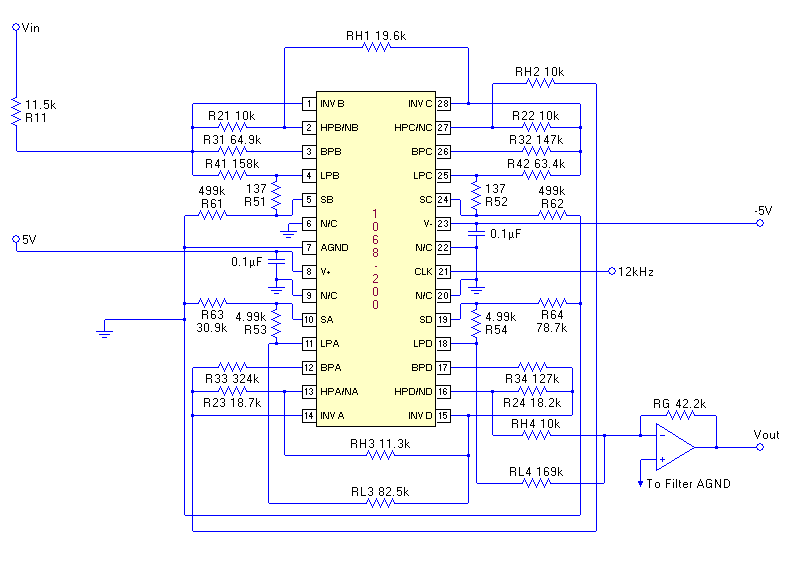 Vin
RH1 19.6k
RH2 10k
11.5k
R11
1 INV B
INV C 28
R21 10k
R22 10k
2 HPB/NB
HPC/NC 27
R31 64.9k
R32 147k
3 BPB
BPC 26
R41 158k
R42 63.4k
4 LPB
LPC 25
137
R51
137
R52
499k
R61
499k
R62
5 SB
SC 24
-5V
6 N/C
V- 23
0.1µF
5V
7 AGND
N/C 22
0.1µF
8 V+
CLK 21
12kHz
1068-200
9 N/C
N/C 20
R63
30.9k
4.99k
R53
10 SA
SD 19
4.99k
R54
R64
78.7k
11 LPA
LPD 18
12 BPA
BPD 17
R33 324k
R34 127k
13 HPA/NA
HPD/ND 16
R23 18.7k
R24 18.2k
14 INV A
INV D 15
RG 42.2k
RH4 10k
Vout
RH3 11.3k
RL4 169k
To Filter AGND
RL3 82.5k
-
+